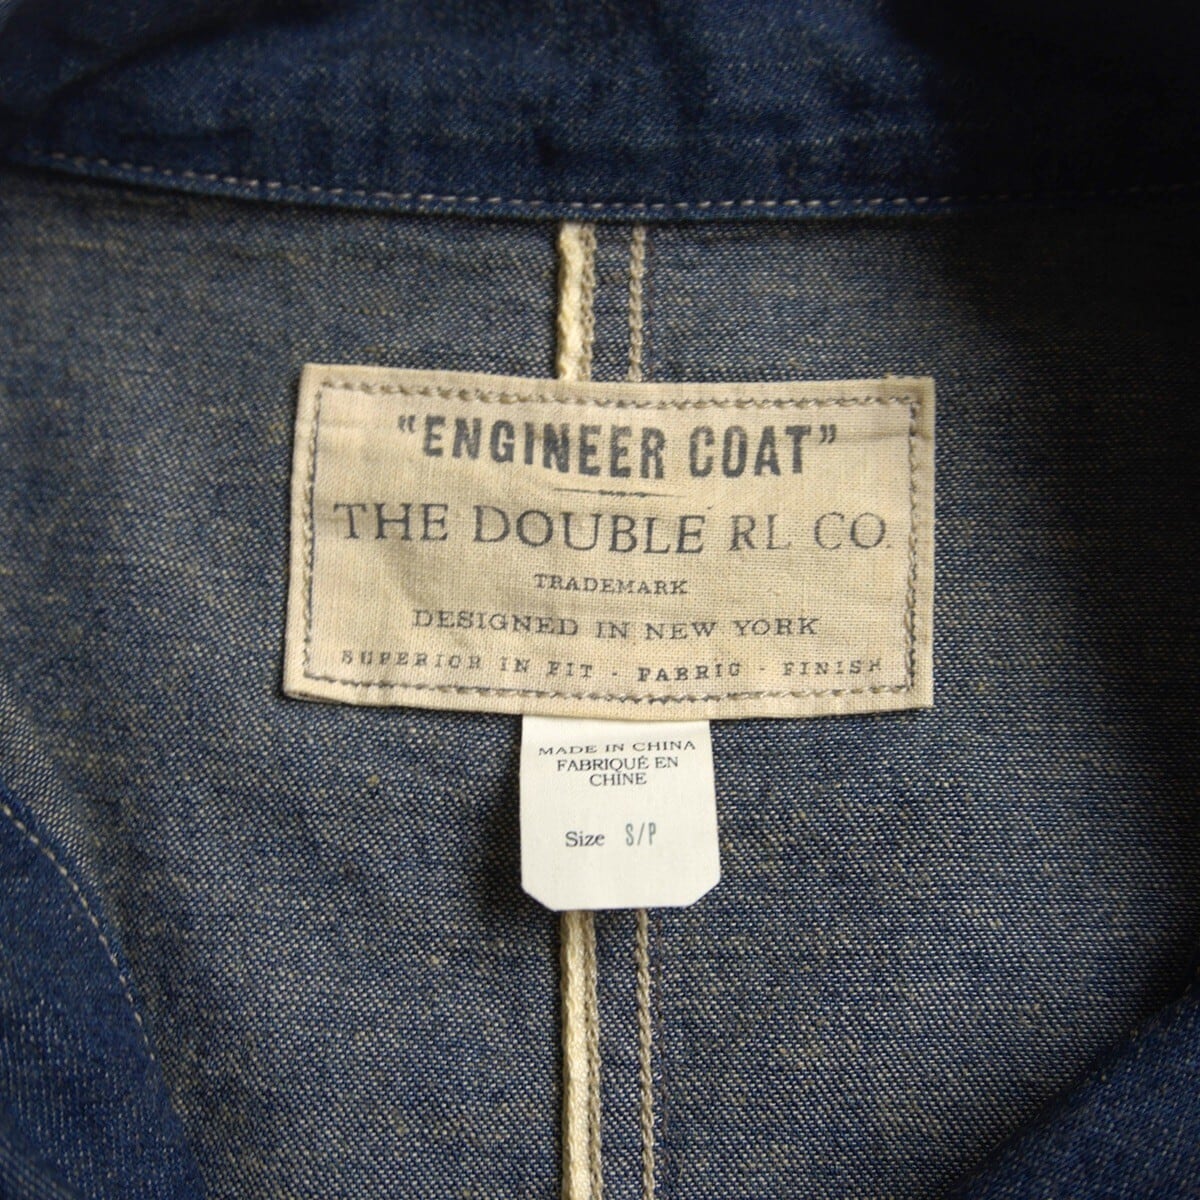 "ENGINEER COAT"
THE DOUBLE RL CO.
TRADEMARK
DESIGNED IN NEW YORK
SUPERIOR IN FIT - FABRIC - FINISH
MADE IN CHINA
FABRIQUÉ EN
CHINE
Size S/P